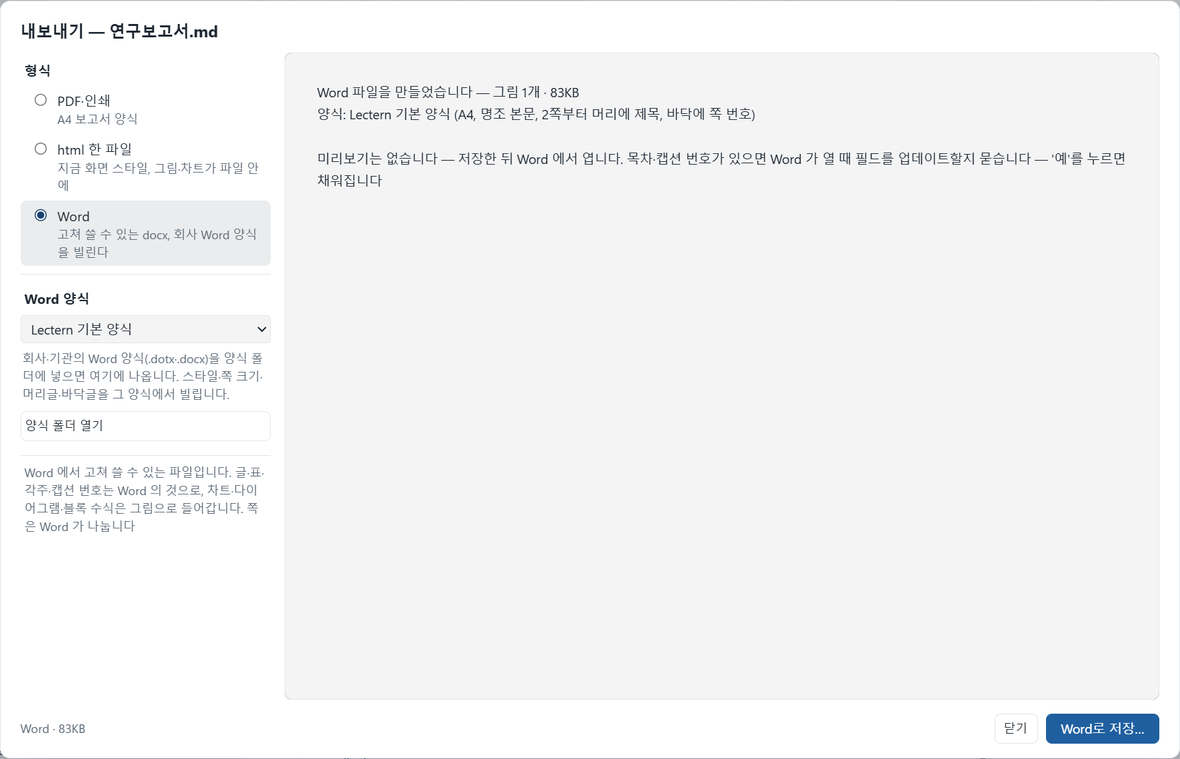 내보내기 — 연구보고서.md
형식
PDF·인쇄
A4 보고서 양식
html 한 파일
지금 화면 스타일, 그림·차트가 파일 안
에
Word
고쳐 쓸 수 있는 docx, 회사 Word 양식
을 빌린다
Word 양식
Lectern 기본 양식
회사·기관의 Word 양식(.dotx·.docx)을 양식 폴
더에 넣으면 여기에 나옵니다. 스타일·쪽 크기·
머리글·바닥글을 그 양식에서 빌립니다.
양식 폴더 열기
Word 에서 고쳐 쓸 수 있는 파일입니다. 글·표·
각주·캡션 번호는 Word 의 것으로, 차트·다이
어그램·블록 수식은 그림으로 들어갑니다. 쪽
은 Word 가 나눕니다
Word 파일을 만들었습니다 — 그림 1개 · 83KB
양식: Lectern 기본 양식 (A4, 명조 본문, 2쪽부터 머리에 제목, 바닥에 쪽 번호)
미리보기는 없습니다 — 저장한 뒤 Word 에서 엽니다. 목차·캡션 번호가 있으면 Word 가 열 때 필드를 업데이트할지 묻습니다 — '예'를 누르면
채워집니다
Word · 83KB
닫기
Word로 저장...